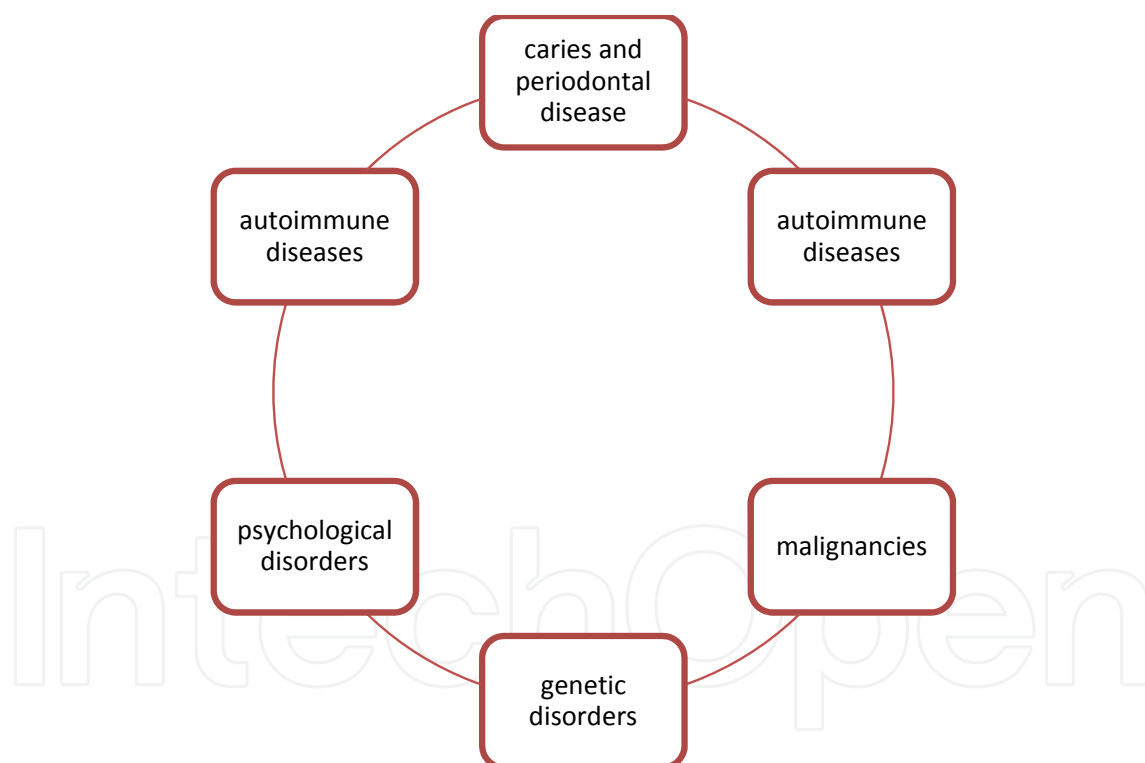 caries and
periodontal
disease
autoimmune
diseases
autoimmune
diseases
psychological
disorders
malignancies
genetic
disorders
IntechOpen